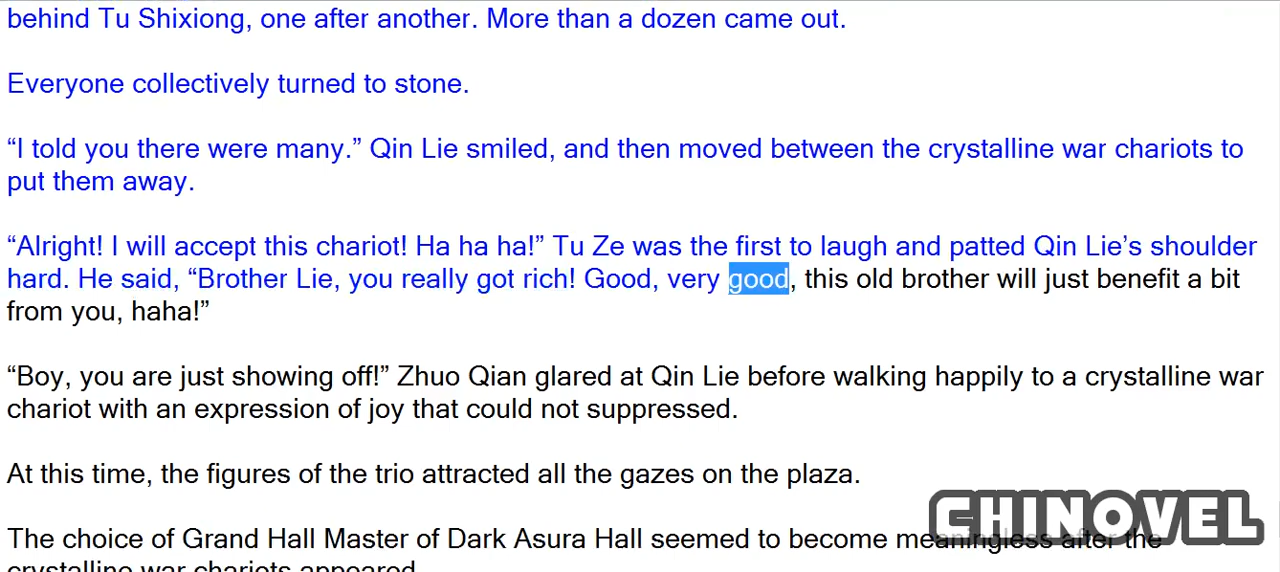 behind Tu Shixiong, one after another. More than a dozen came out.
Everyone collectively turned to stone.
“I told you there were many.” Qin Lie smiled, and then moved between the crystalline war chariots to
put them away.
“Alright! I will accept this chariot! Ha ha ha!” Tu Ze was the first to laugh and patted Qin Lie’s shoulder
hard. He said, “Brother Lie, you really got rich! Good, very good, this old brother will just benefit a bit
from you, haha!”
“Boy, you are just showing off!” Zhuo Qian glared at Qin Lie before walking happily to a crystalline war
chariot with an expression of joy that could not suppressed.
At this time, the figures of the trio attracted all the gazes on the plaza.
The choice of Grand Hall Master of Dark Asura Hall seemed to become meaningless after the
crystalline war chariots appeared.
CHINOVEL